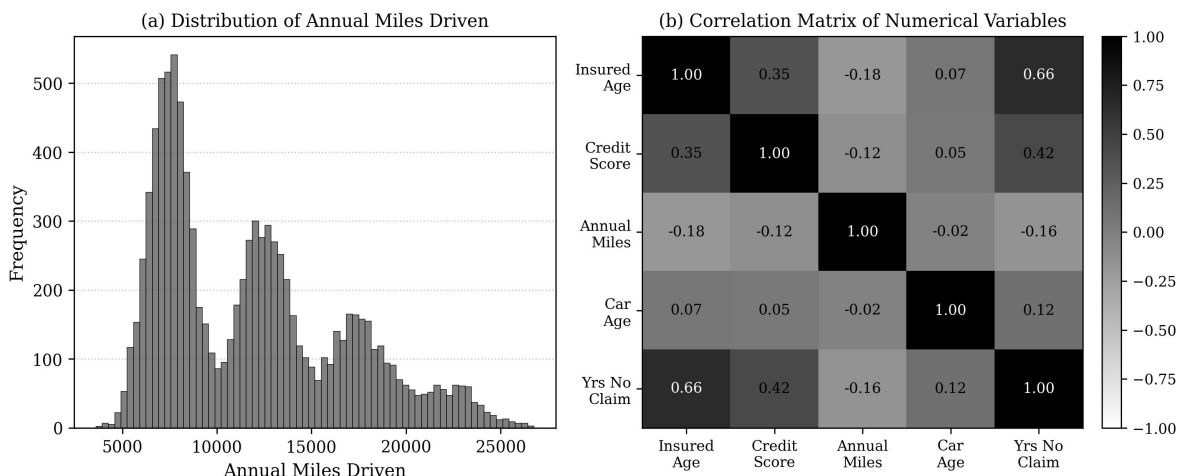 (a) Distribution of Annual Miles Driven
Frequency
500
400
300
200
100
0
5000 10000 15000 20000 25000
Annual Miles Driven
(b) Correlation Matrix of Numerical Variables
Insured
Age
1.00 0.35 -0.18 0.07 0.66
Credit
Score
0.35 1.00 -0.12 0.05 0.42
Annual
Miles
-0.18 -0.12 1.00 -0.02 -0.16
Car
Age
0.07 0.05 -0.02 1.00 0.12
Yrs No
Claim
0.66 0.42 -0.16 0.12 1.00
Insured Credit Annual Car Yrs No
Age Score Miles Age Claim
1.00
0.75
0.50
0.25
0.00
−0.25
−0.50
−0.75
−1.00